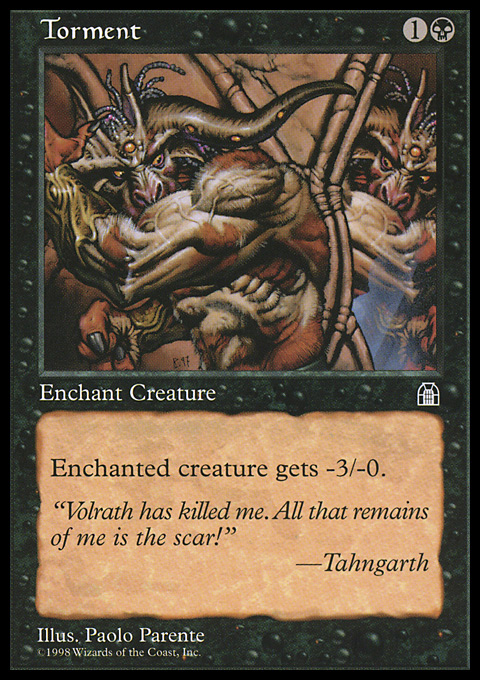 Torment 1
Enchant Creature
Enchanted creature gets -3/-0.
“Volrath has killed me. All that remains
of me is the scar!”
—Tahngarth
Illus. Paolo Parente
©1998 Wizards of the Coast, Inc.